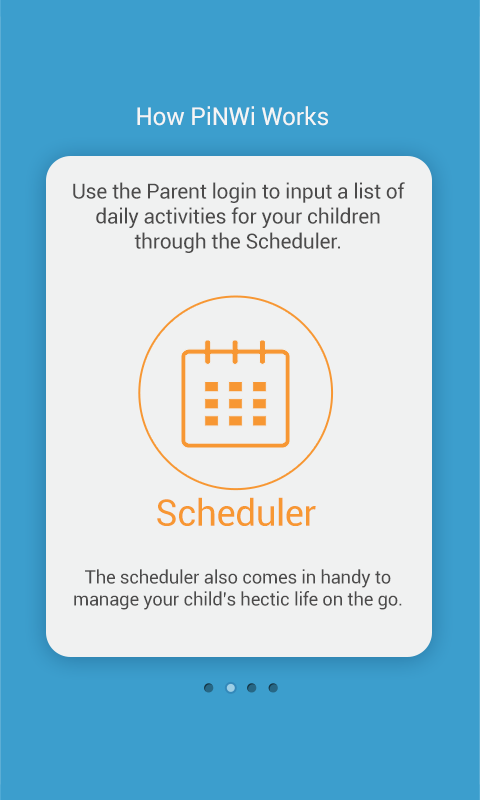 How PiNWi Works
Use the Parent login to input a list of
daily activities for your children
through the Scheduler.
Scheduler
The scheduler also comes in handy to
manage your child's hectic life on the go.